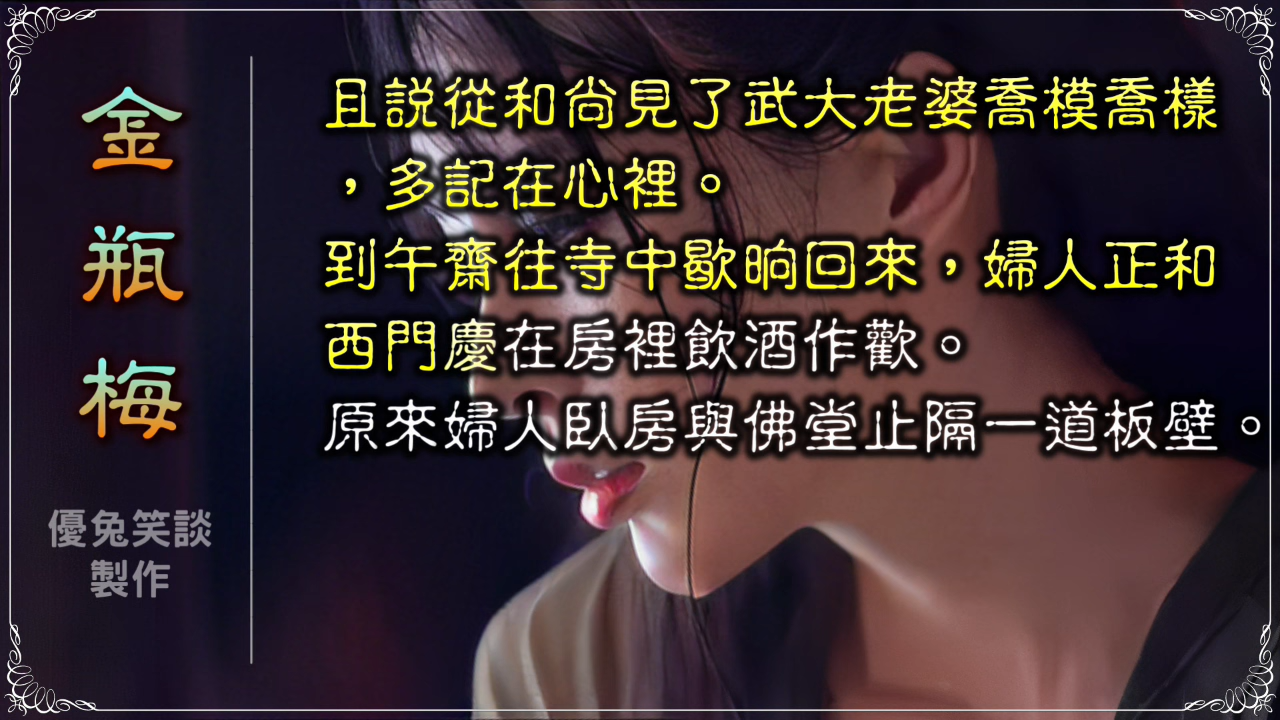 金瓶梅
優兔笑談
製作
且説從和尚見了武大老婆喬模喬樣
，多記在心裡。
到午齋往寺中歇晌回來，婦人正和
西門慶在房裡飲酒作歡。
原來婦人臥房與佛堂止隔一道板壁。